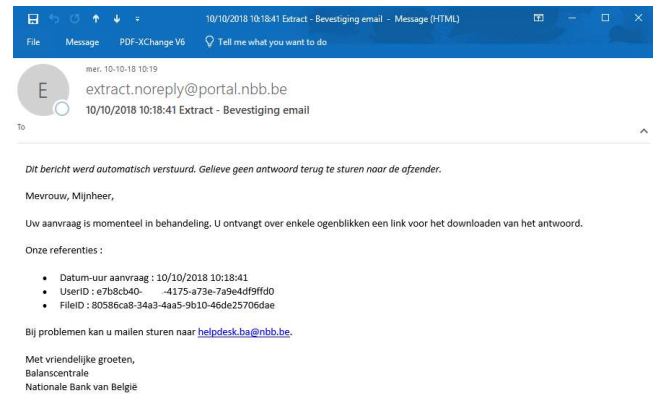 10/10/2018 10:18:41 Extract - Bevestiging email - Message (HTML)
File Message PDF-XChange V6 Tell me what you want to do
mer. 10-10-18 10:19
E
extract.noreply@portal.nbb.be
10/10/2018 10:18:41 Extract - Bevestiging email
To
Dit bericht werd automatisch verstuurd. Gelieve geen antwoord terug te sturen naar de afzender.
Mevrouw, Mijnheer,
Uw aanvraag is momenteel in behandeling. U ontvangt over enkele ogenblikken een link voor het downloaden van het antwoord.
Onze referenties :
• Datum-uur aanvraag : 10/10/2018 10:18:41
• UserID : e7b8cb40- -4175-a73e-7a9e4df9ffd0
• FileID : 80586ca8-34a3-4aa5-9b10-46de25706dae
Bij problemen kan u mailen sturen naar helpdesk.ba@nbb.be.
Met vriendelijke groeten,
Balanscentrale
Nationale Bank van België